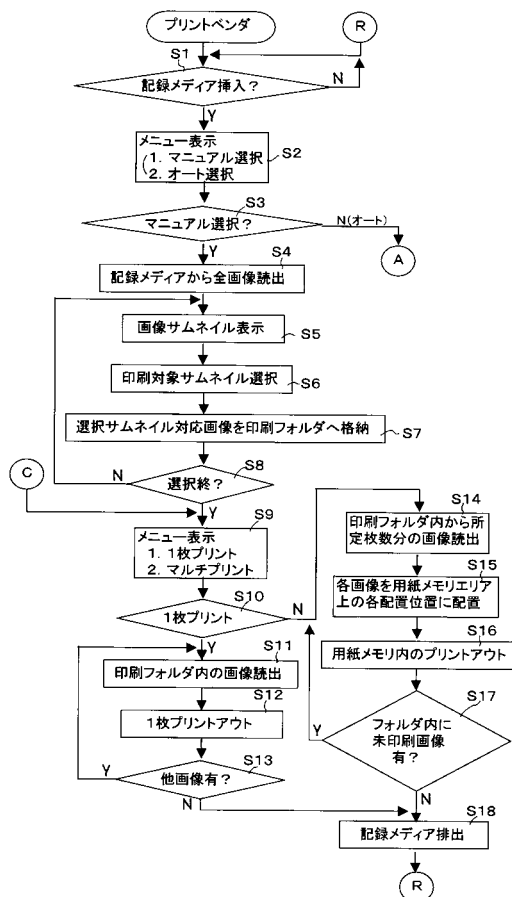 プリントベンダ
R
S1
記録メディア挿入?
N
Y
メニュー表示
1. マニュアル選択
2. オート選択
S2
S3
マニュアル選択?
N(オート)
A
Y
S4
記録メディアから全画像読出
画像サムネイル表示
S5
印刷対象サムネイル選択
S6
選択サムネイル対応画像を印刷フォルダへ格納
S7
C
N
S8
選択終?
Y
S9
メニュー表示
1. 1枚プリント
2. マルチプリント
S10
1枚プリント
N
Y
S11
印刷フォルダ内の画像読出
S12
1枚プリントアウト
Y
S13
他画像有?
N
S14
印刷フォルダ内から所
定枚数分の画像読出
S15
各画像を用紙メモリエリア
上の各配置位置に配置
S16
用紙メモリ内のプリントアウト
S17
フォルダ内に
未印刷画像
有?
Y
N
S18
記録メディア排出
R